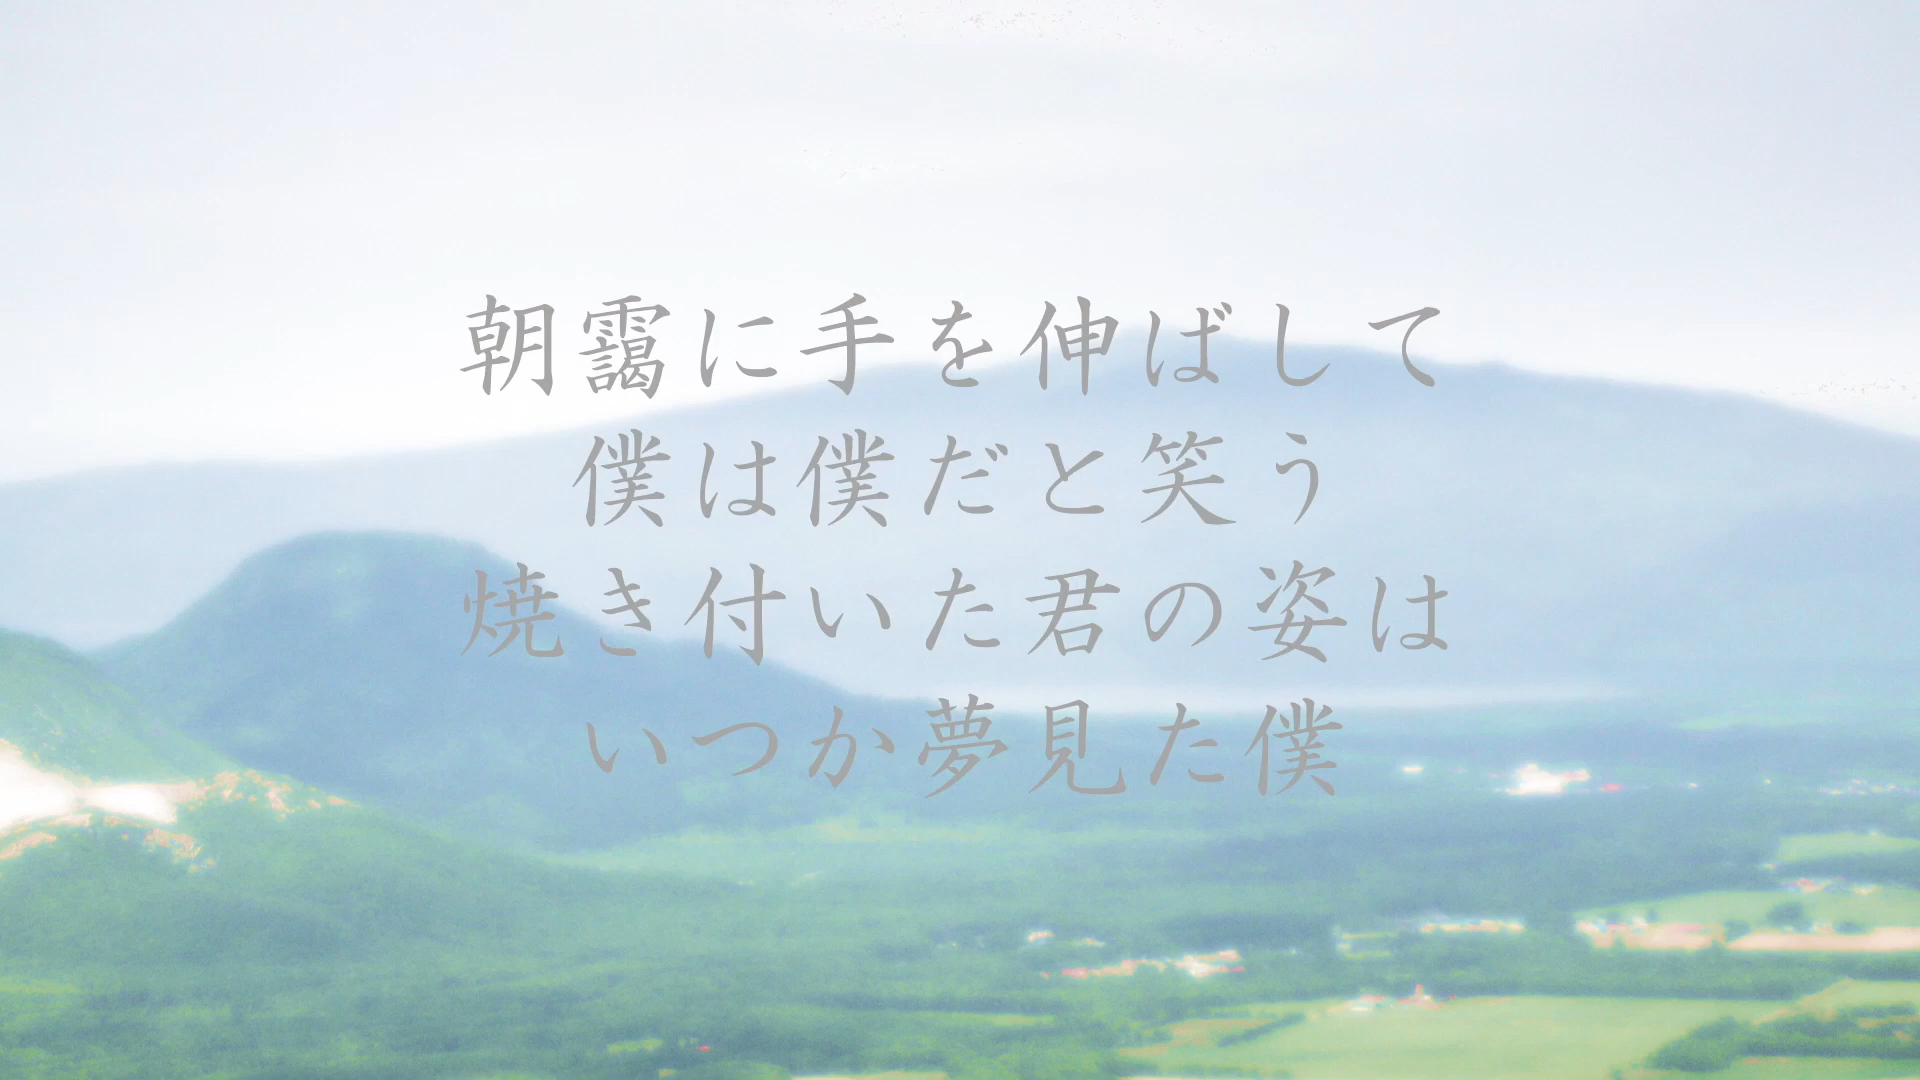 朝靄に手を伸ばして
僕は僕だと笑う
焼き付いた君の姿は
いつか夢見た僕